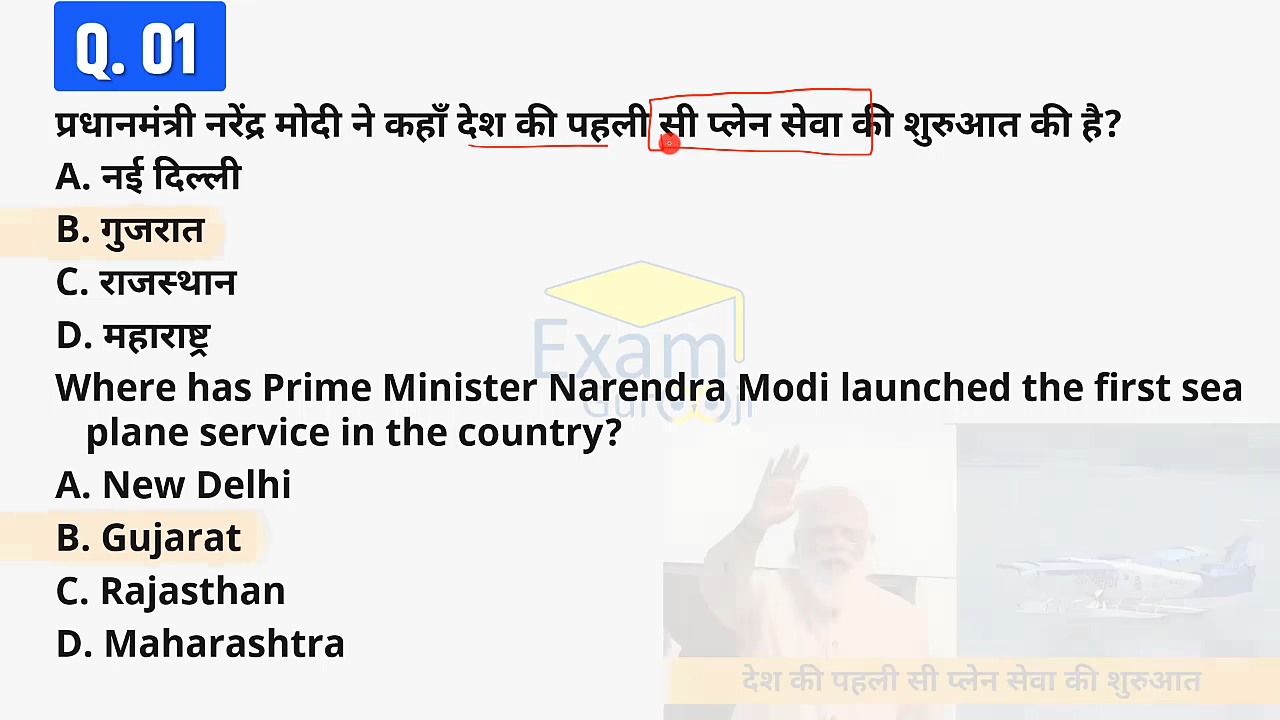 Q. 01
प्रधानमंत्री नरेंद्र मोदी ने कहाँ देश की पहली सी प्लेन सेवा की शुरुआत की है?
A. नई दिल्ली
B. गुजरात
C. राजस्थान
D. महाराष्ट्र
Exam
Guruji
Where has Prime Minister Narendra Modi launched the first sea
plane service in the country?
A. New Delhi
B. Gujarat
C. Rajasthan
D. Maharashtra
देश की पहली सी प्लेन सेवा की शुरुआत